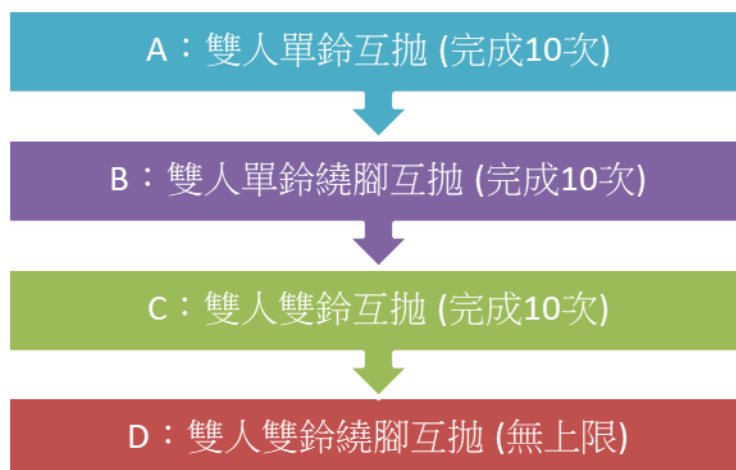 A：雙人單鈴互拋 (完成10次)
B：雙人單鈴繞腳互拋 (完成10次)
C：雙人雙鈴互拋 (完成10次)
D：雙人雙鈴繞腳互拋 (無上限)